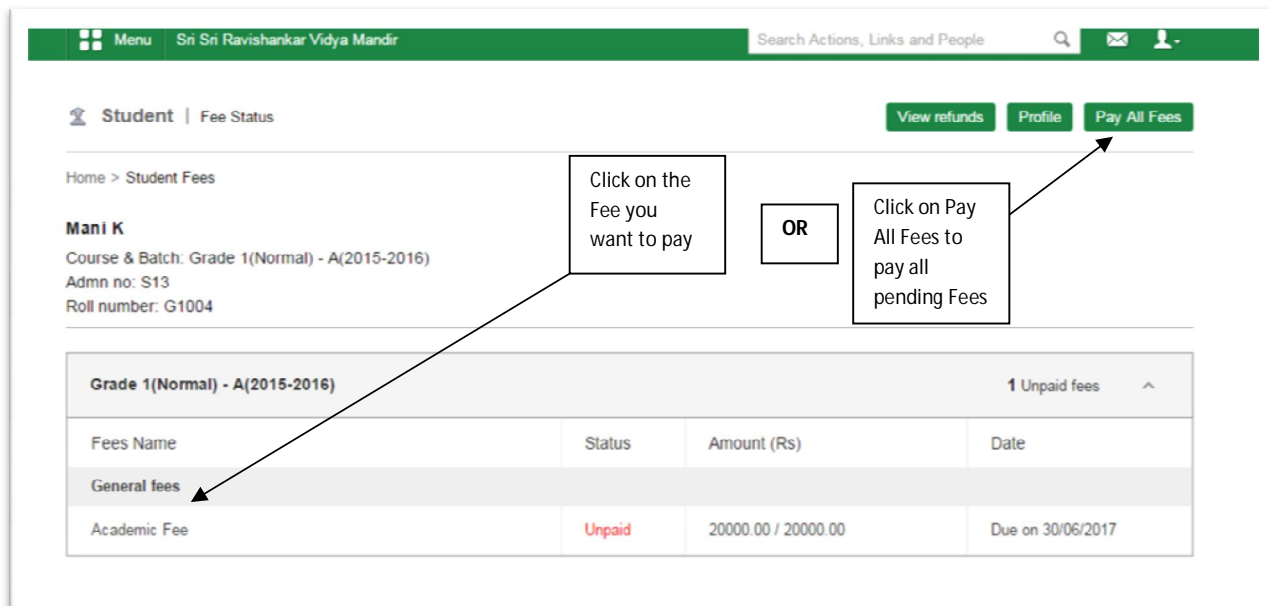 Menu Sri Sri Ravishankar Vidya Mandir Search Actions, Links and People
Student | Fee Status View refunds Profile Pay All Fees
Home > Student Fees
Click on the
Fee you
want to pay
OR
Click on Pay
All Fees to
pay all
pending Fees
Mani K
Course & Batch: Grade 1(Normal) - A(2015-2016)
Admn no: S13
Roll number: G1004
Grade 1(Normal) - A(2015-2016) 1 Unpaid fees
Fees Name Status Amount (Rs) Date
General fees
Academic Fee Unpaid 20000.00 / 20000.00 Due on 30/06/2017